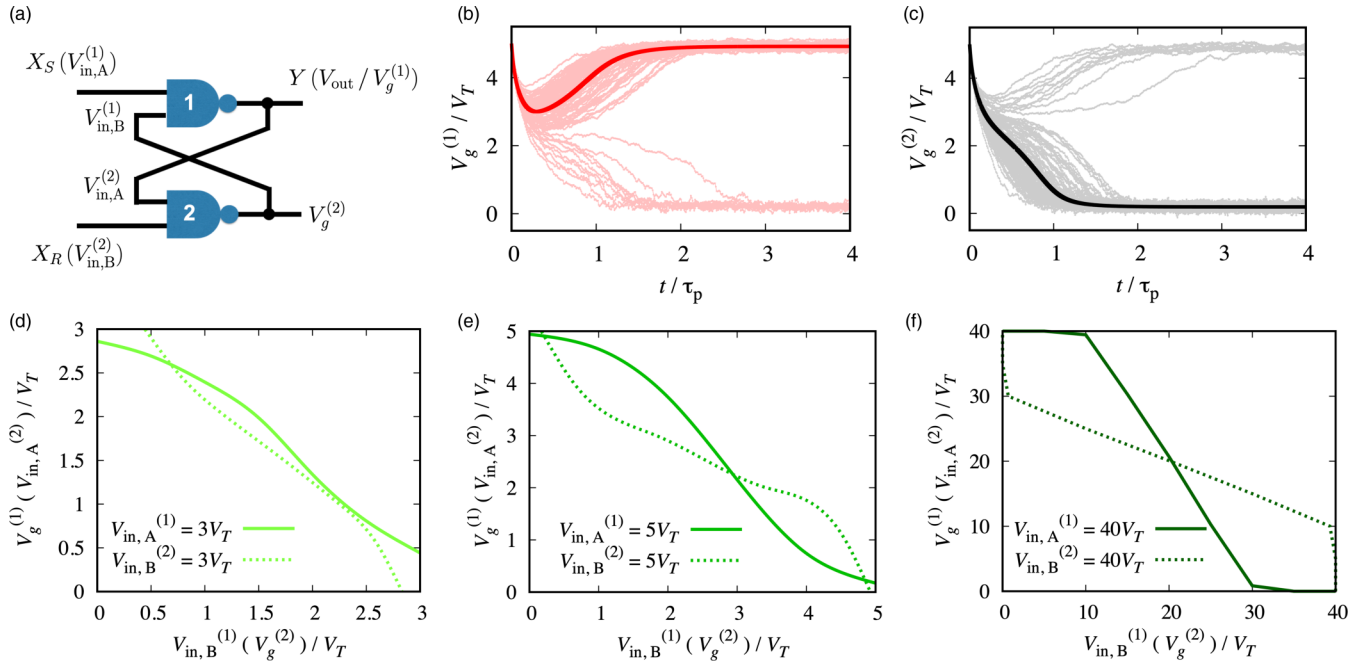 (a)
X_S (V_in,A^(1))
V_in,B^(1)
1
Y (V_out / V_g^(1))
V_in,A^(2)
2
V_g^(2)
X_R (V_in,B^(2))
(b)
V_g^(1) / V_T
4
2
0
0 1 2 3 4
t / τ_p
(c)
V_g^(2) / V_T
4
2
0
0 1 2 3 4
t / τ_p
(d)
V_g^(1) ( V_in, A^(2) ) / V_T
3
2.5
2
1.5
1
0.5
0
V_in, A^(1) = 3V_T
V_in, B^(2) = 3V_T
0 0.5 1 1.5 2 2.5 3
V_in, B^(1) ( V_g^(2) ) / V_T
(e)
V_g^(1) ( V_in, A^(2) ) / V_T
5
4
3
2
1
0
V_in, A^(1) = 5V_T
V_in, B^(2) = 5V_T
0 1 2 3 4 5
V_in, B^(1) ( V_g^(2) ) / V_T
(f)
V_g^(1) ( V_in, A^(2) ) / V_T
40
30
20
10
0
V_in, A^(1) = 40V_T
V_in, B^(2) = 40V_T
0 10 20 30 40
V_in, B^(1) ( V_g^(2) ) / V_T